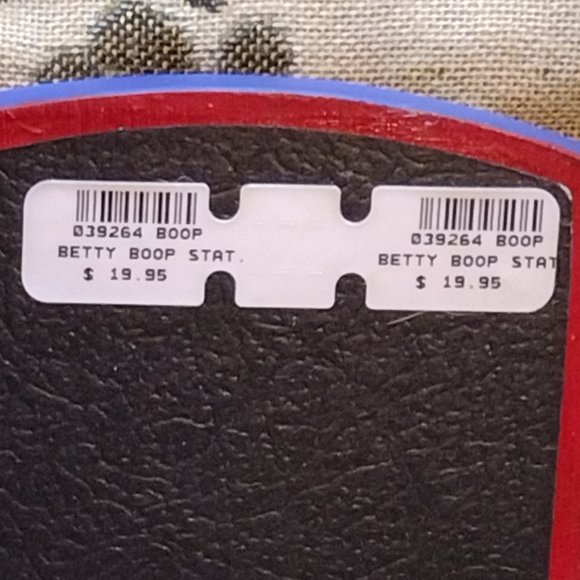 039264 BOOP
BETTY BOOP STAT.
$ 19.95
039264 BOOP
BETTY BOOP STAT
$ 19.95